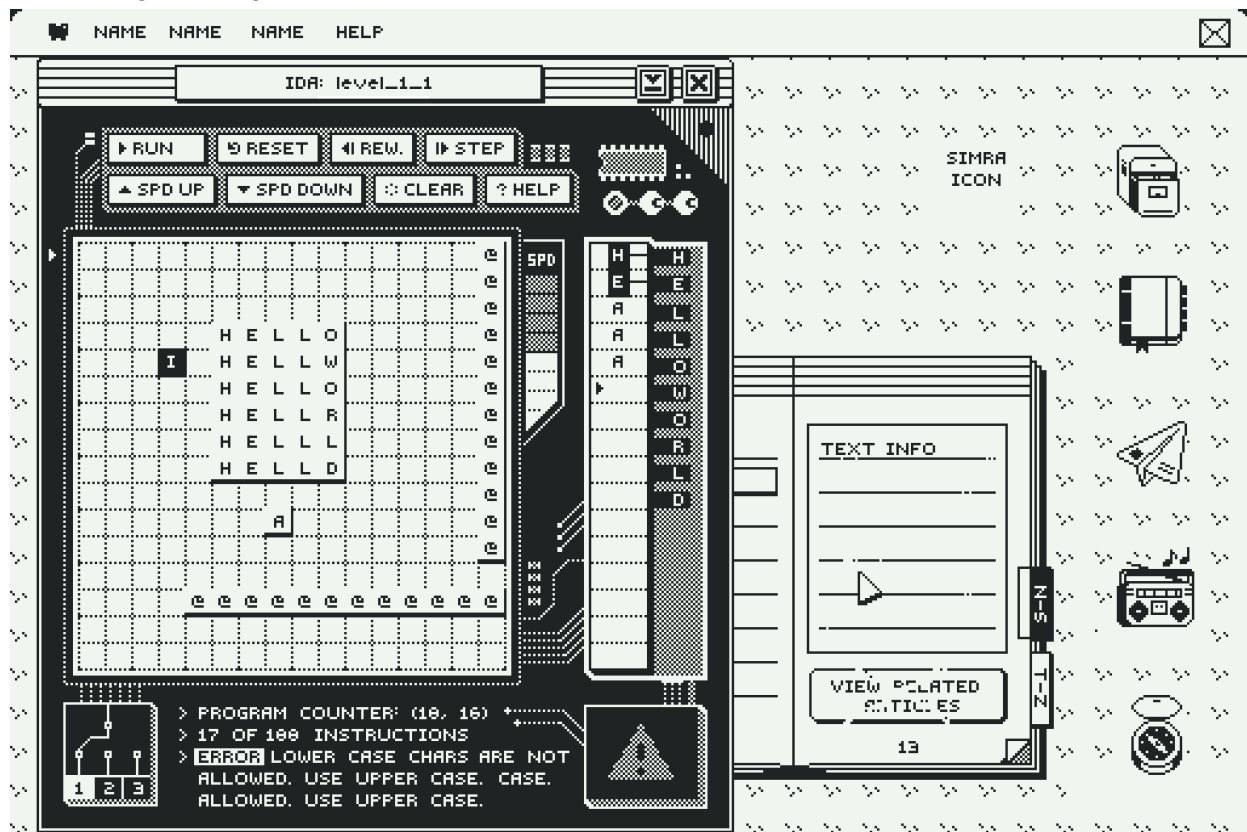 NAME NAME NAME HELP
IDA: level_1_1
RUN RESET REW. STEP
SPD UP SPD DOWN CLEAR ? HELP
SIMRA
ICON
SPD
@
@
@
H E L L O @
I H E L L W @
H E L L O @
H E L L R @
H E L L L @
H E L L D @
@
A @
@
@ @ @ @ @ @ @ @ @ @ @ @
H
E
A
A
A
H
E
L
L
O
W
O
R
L
D
TEXT INFO
N-S
T-Z
VIEW RELATED
ARTICLES
13
1 2 3
> PROGRAM COUNTER: (10, 16)
> 17 OF 100 INSTRUCTIONS
> ERROR LOWER CASE CHARS ARE NOT
ALLOWED. USE UPPER CASE. CASE.
ALLOWED. USE UPPER CASE.